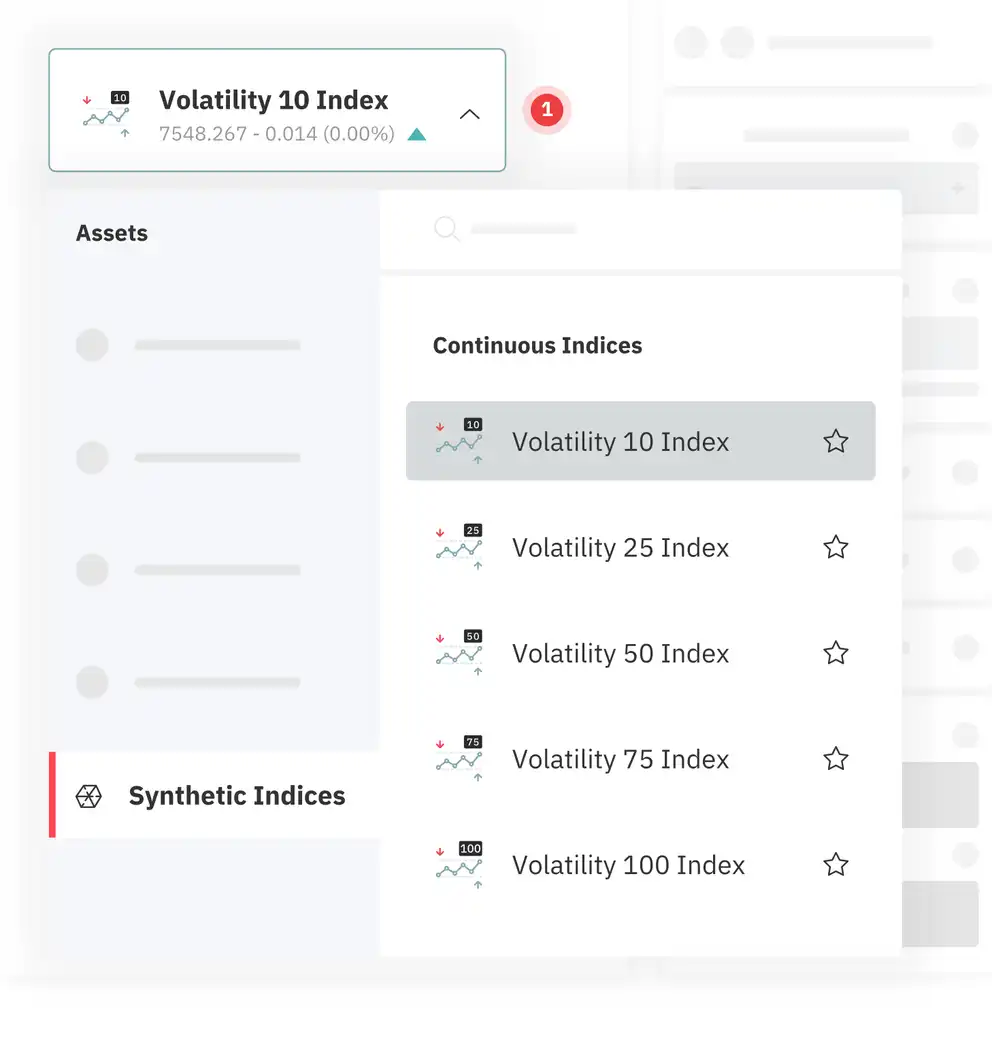 10
Volatility 10 Index
7548.267 - 0.014 (0.00%)
1
Assets
Continuous Indices
10
Volatility 10 Index
25
Volatility 25 Index
50
Volatility 50 Index
75
Volatility 75 Index
Synthetic Indices
100
Volatility 100 Index